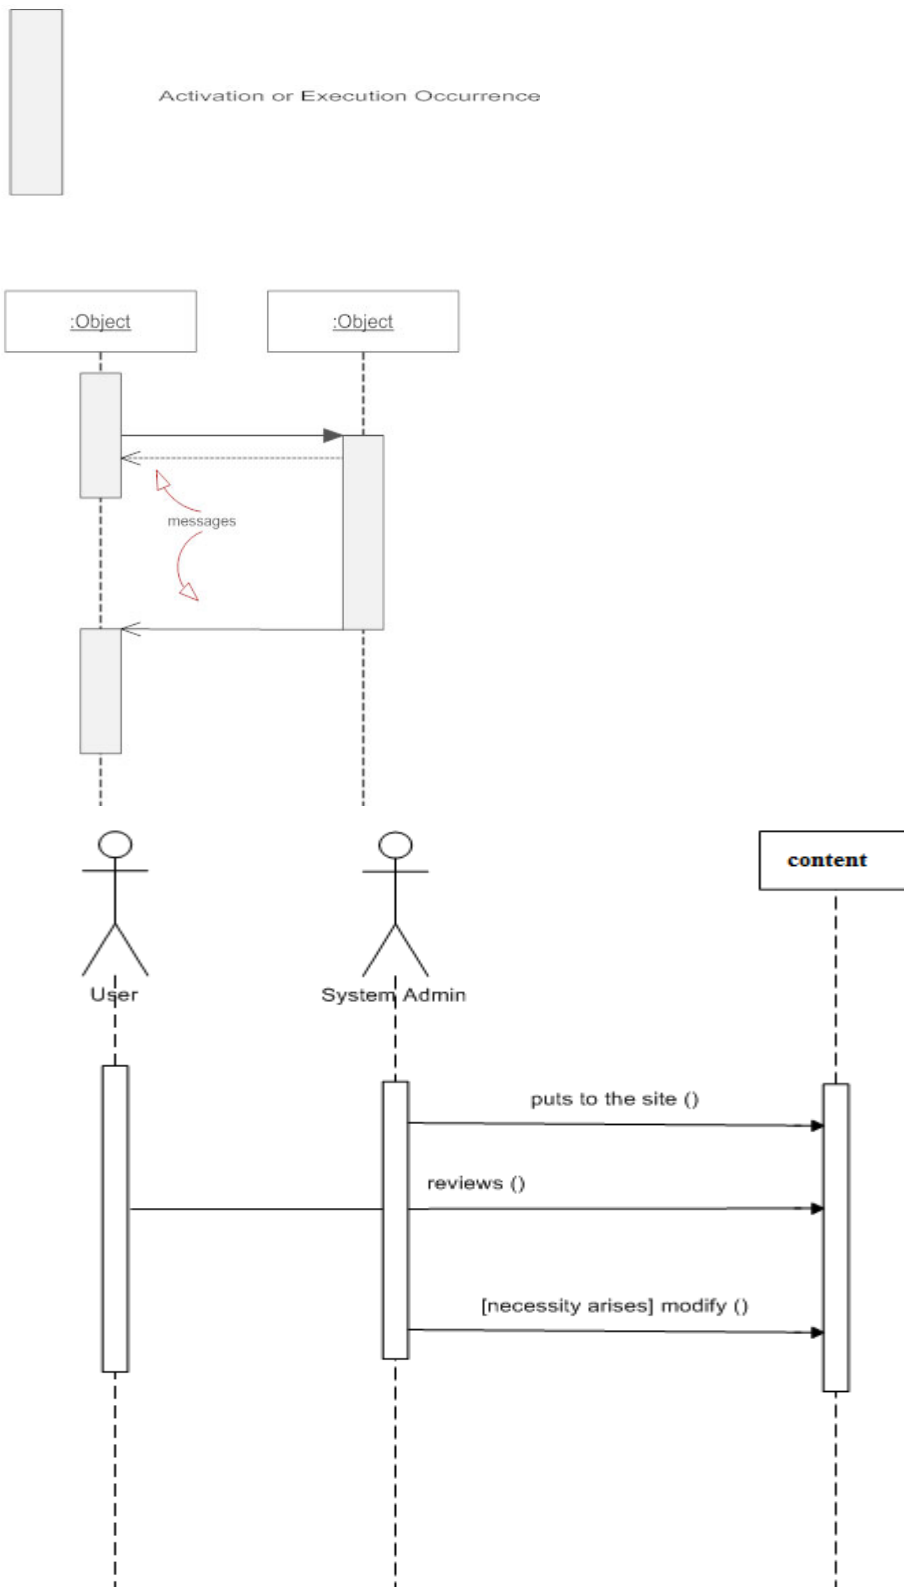 Activation or Execution Occurrence
:Object
:Object
messages
content
User
System Admin
puts to the site ()
reviews ()
[necessity arises] modify ()